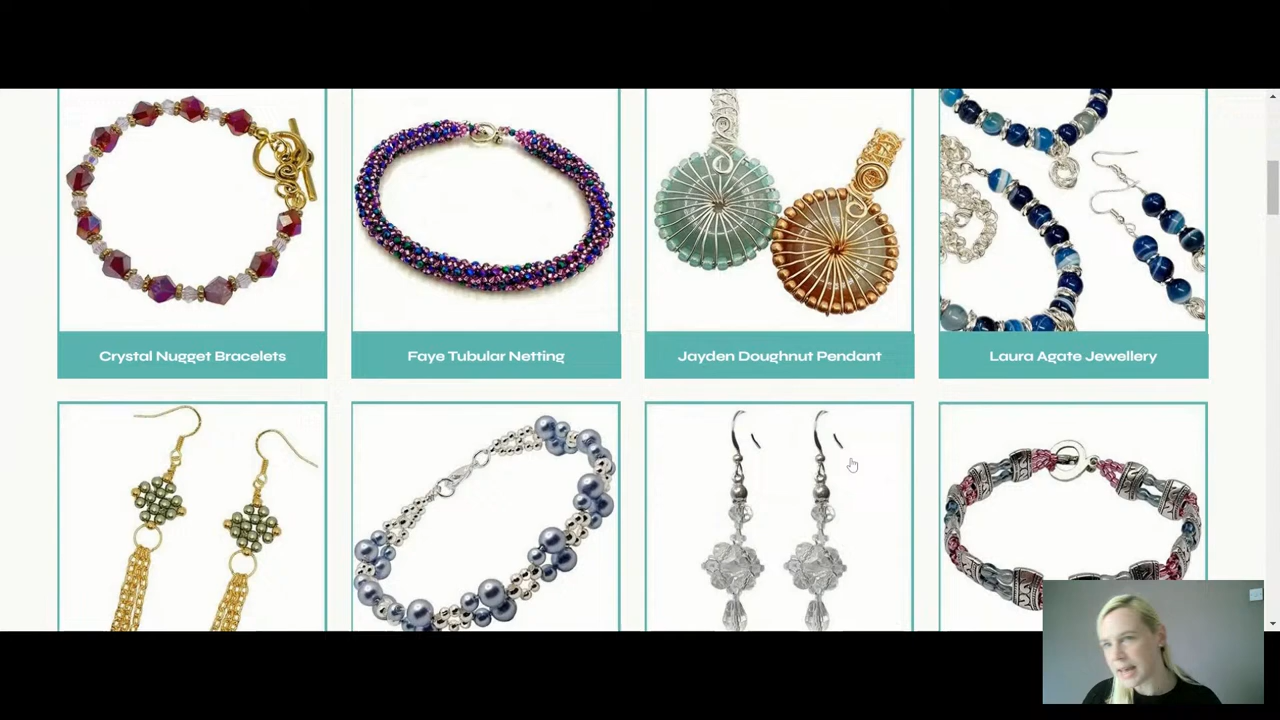 Crystal Nugget Bracelets
Faye Tubular Netting
Jayden Doughnut Pendant
Laura Agate Jewellery